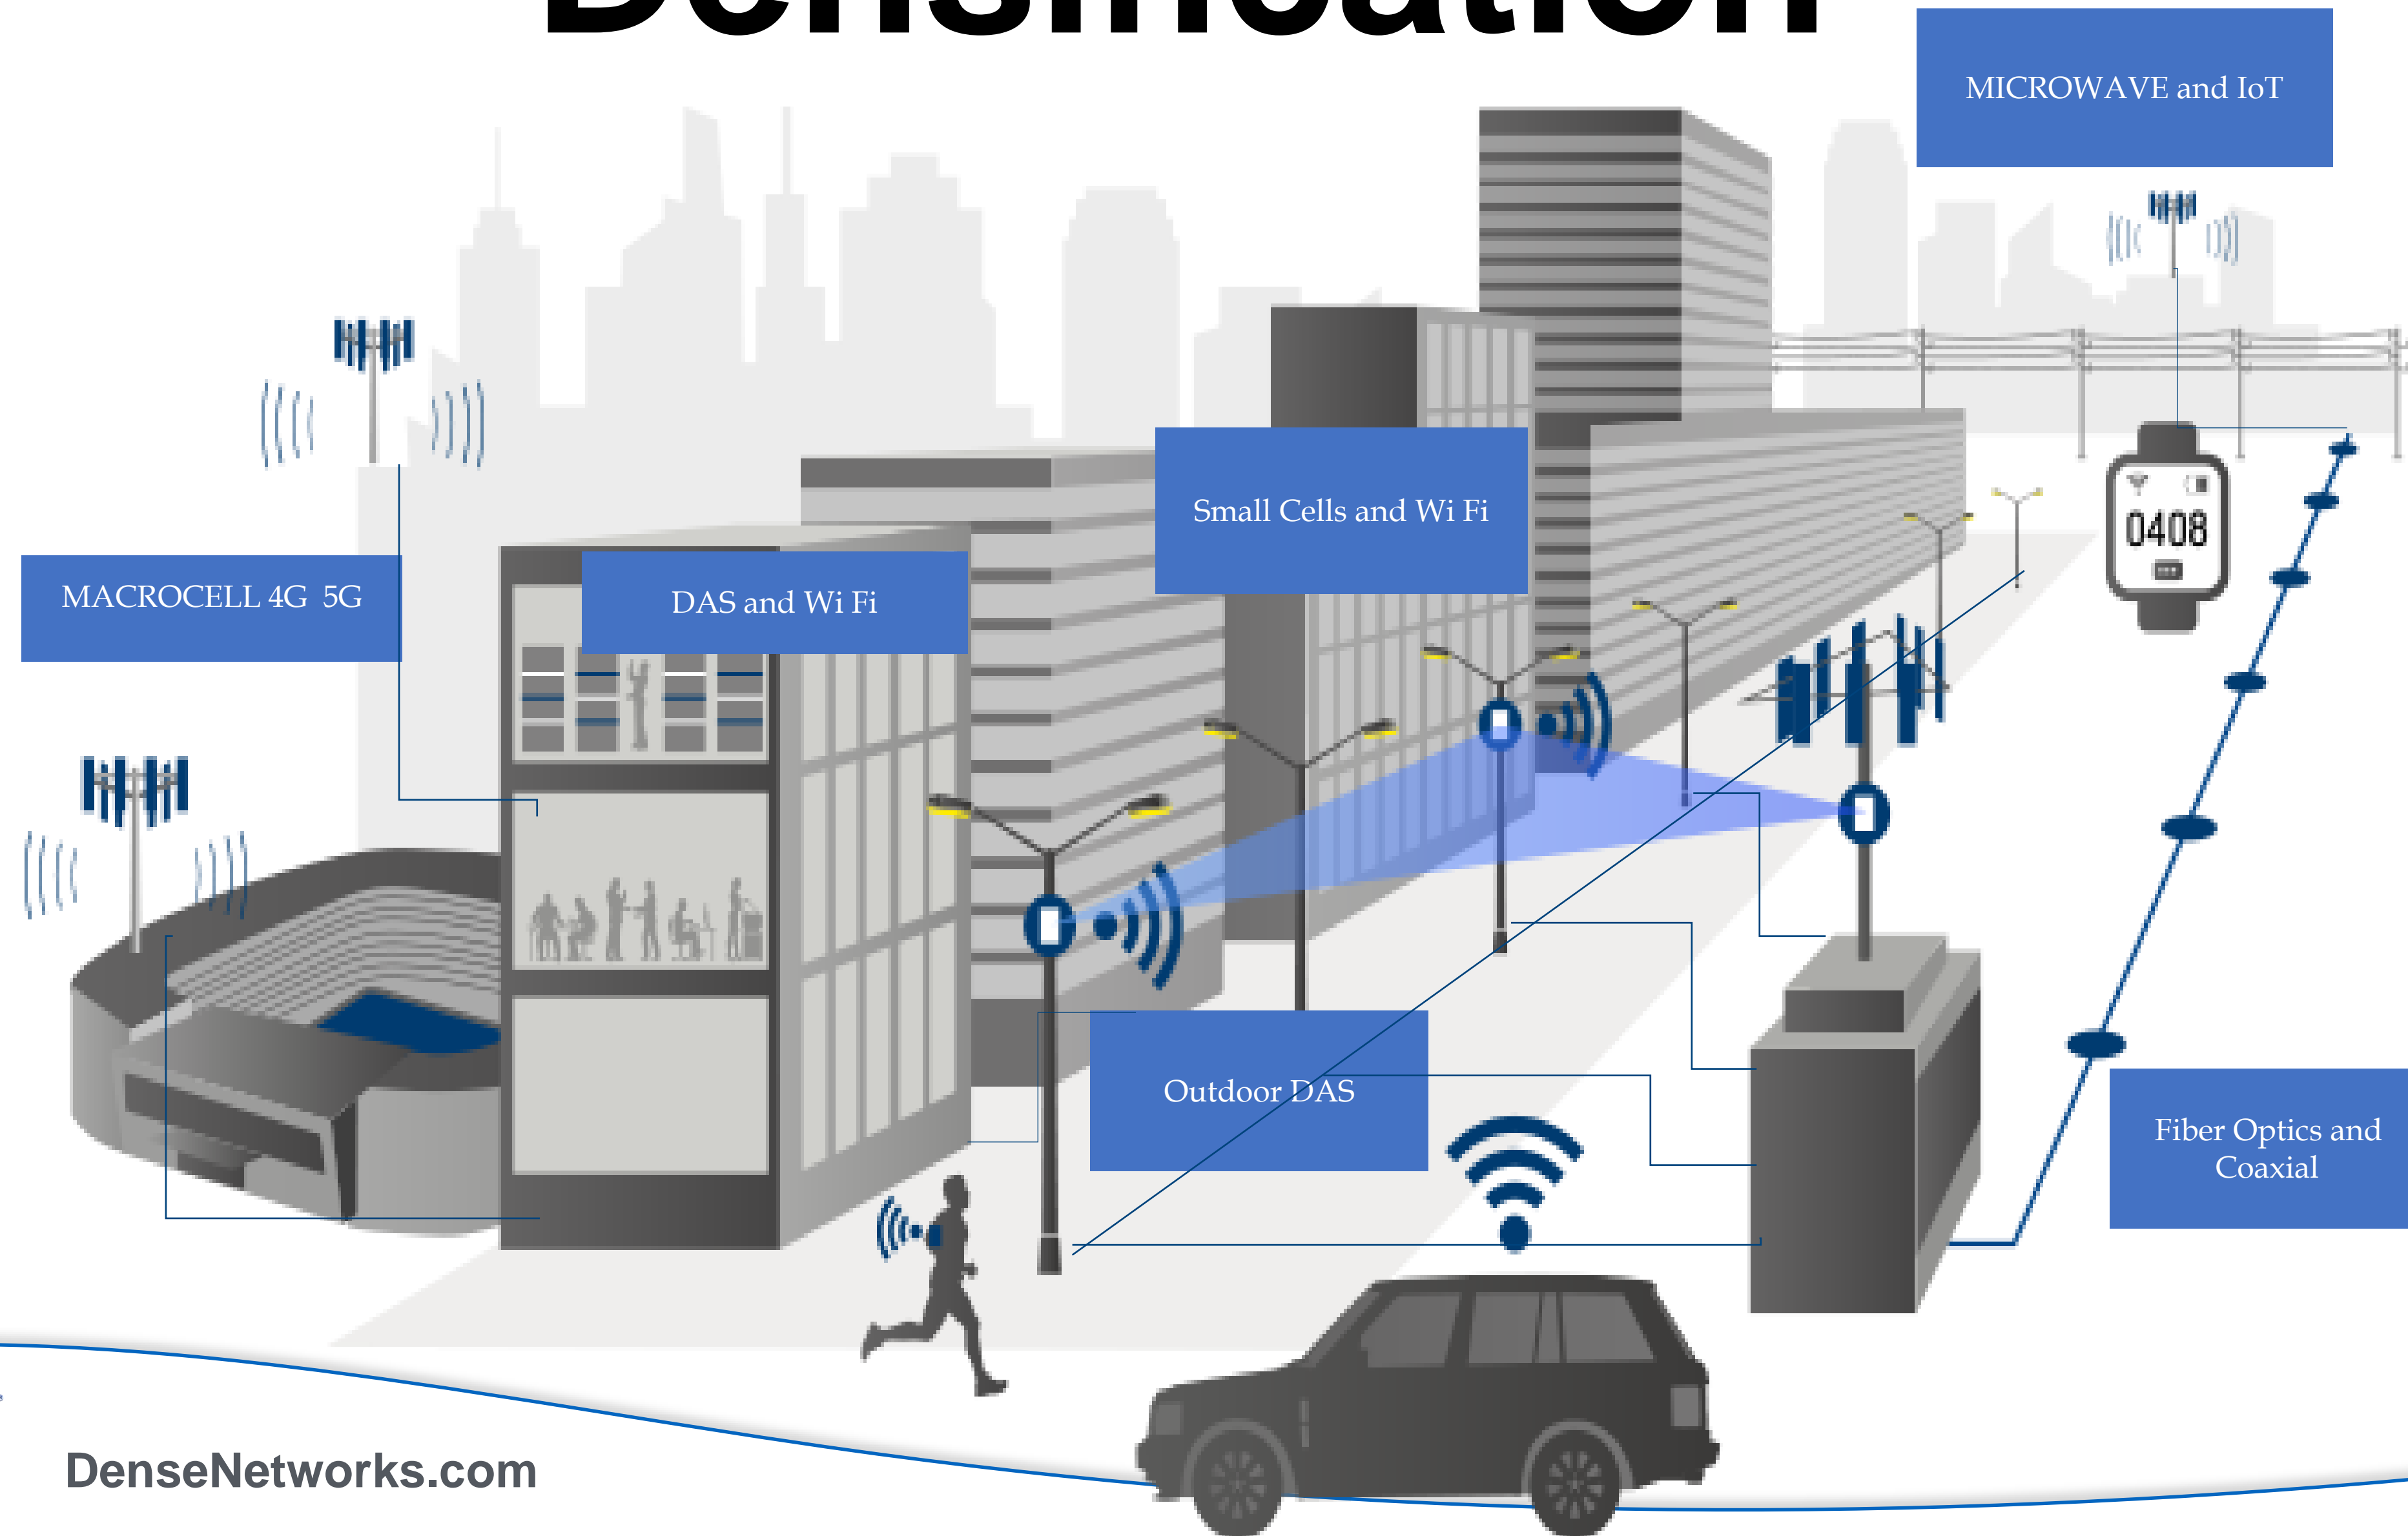 Densification
MICROWAVE and IoT
Small Cells and Wi Fi
MACROCELL 4G 5G
DAS and Wi Fi
0408
Outdoor DAS
Fiber Optics and
Coaxial
DenseNetworks.com